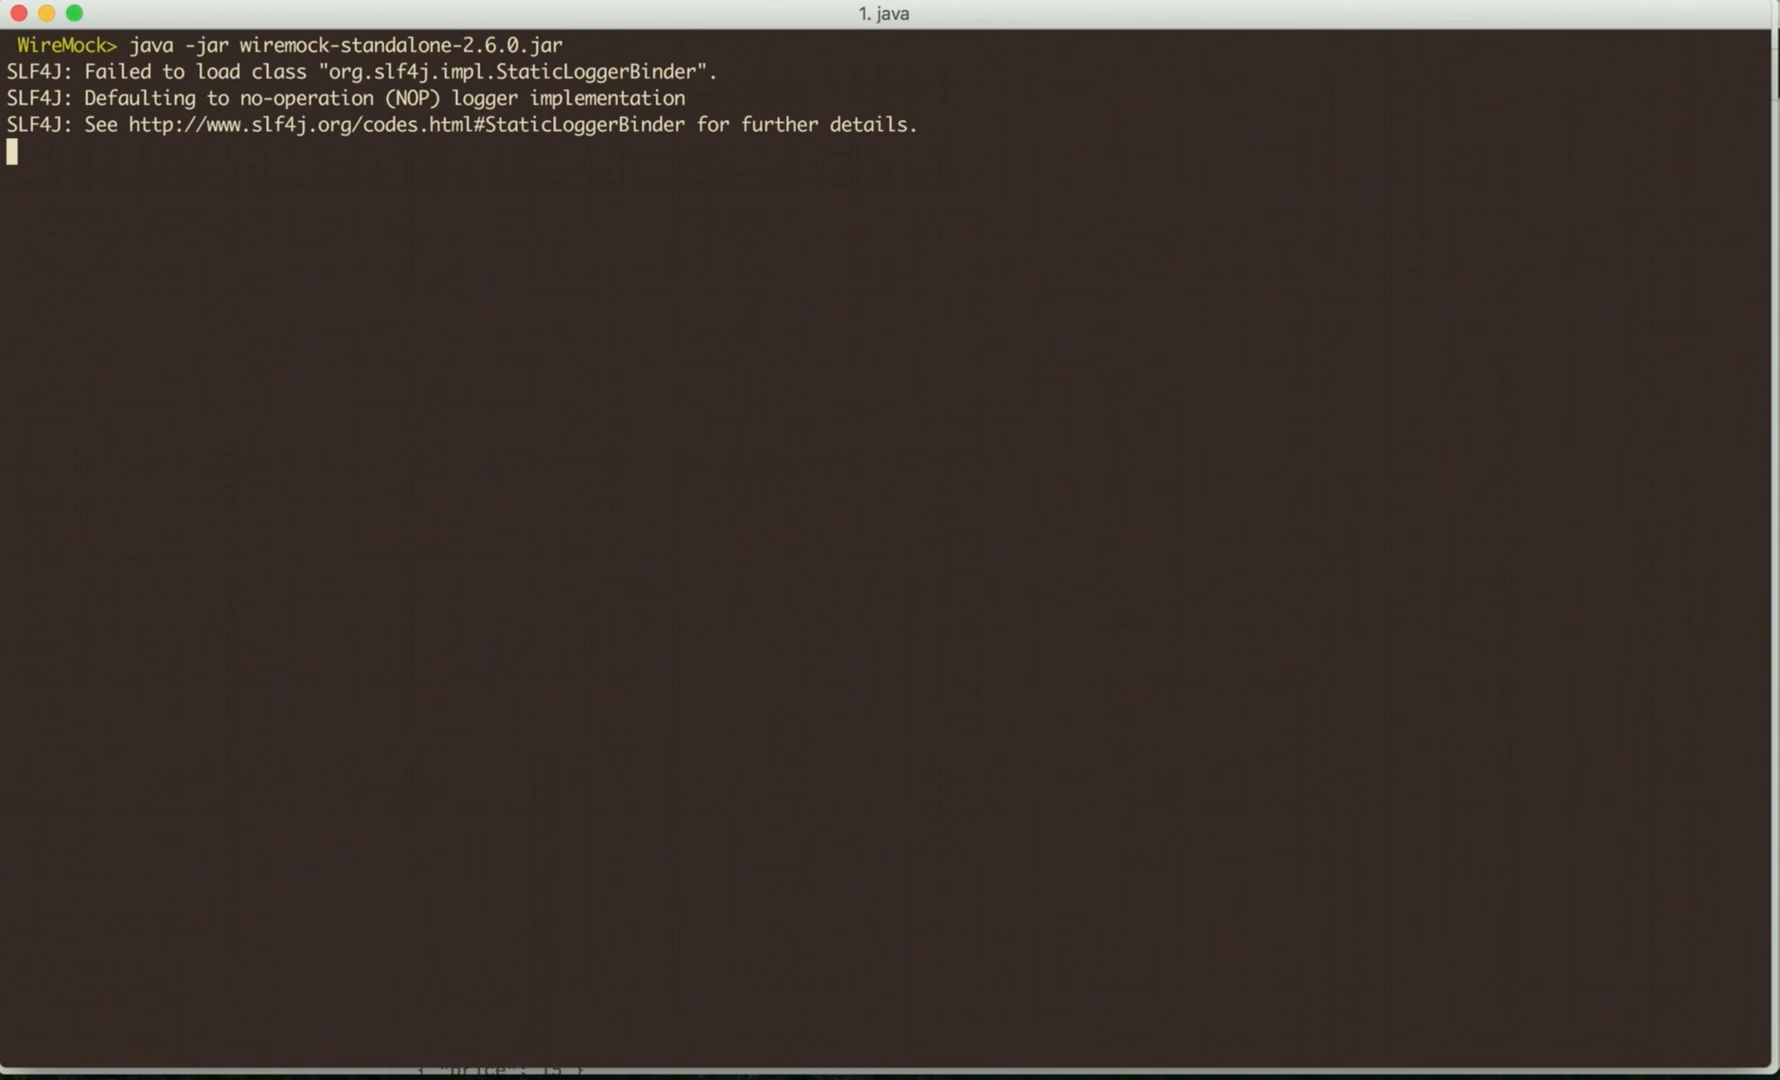 1. java
WireMock> java -jar wiremock-standalone-2.6.0.jar
SLF4J: Failed to load class "org.slf4j.impl.StaticLoggerBinder".
SLF4J: Defaulting to no-operation (NOP) logger implementation
SLF4J: See http://www.slf4j.org/codes.html#StaticLoggerBinder for further details.
{ "price": 15 }